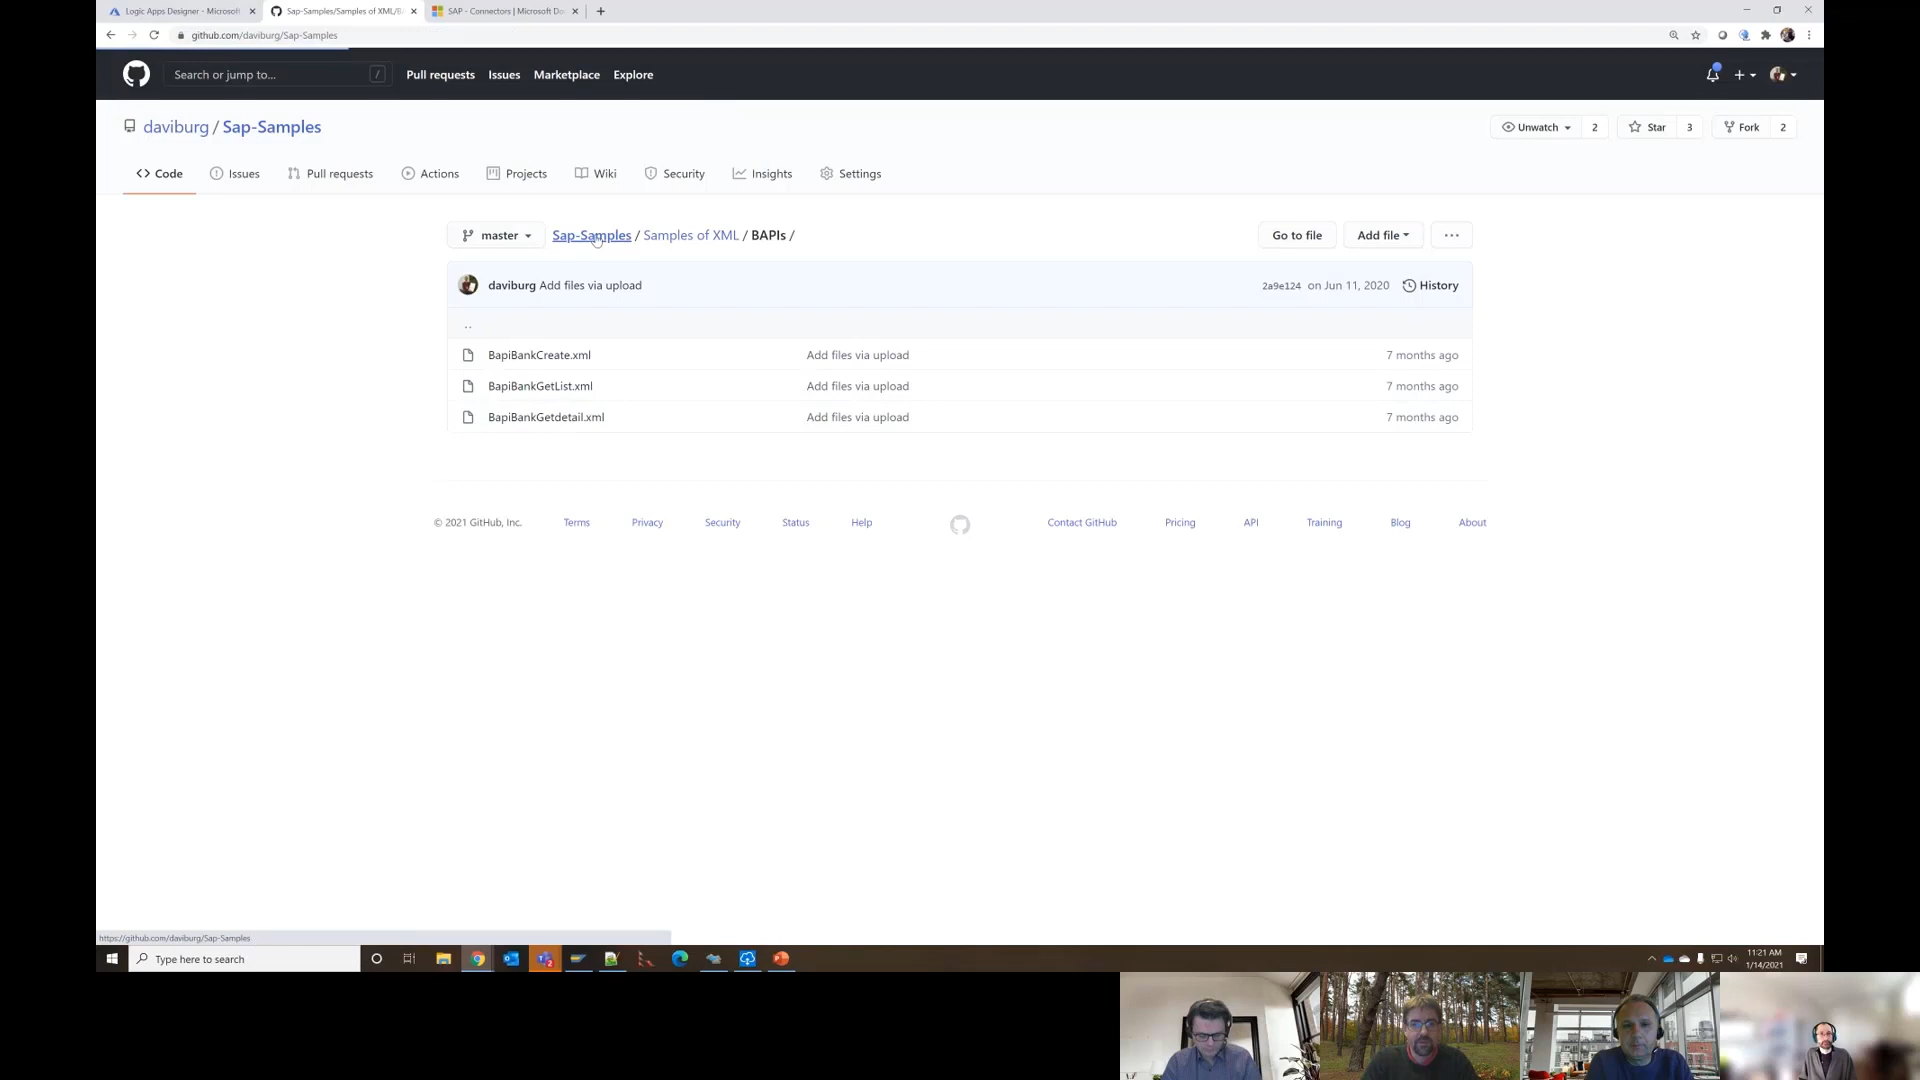 Logic Apps Designer - Microsoft
Sap-Samples/Samples of XML/B
SAP - Connectors | Microsoft Do
github.com/daviburg/Sap-Samples
Search or jump to... /
Pull requests Issues Marketplace Explore
daviburg / Sap-Samples
Unwatch 2 Star 3 Fork 2
Code Issues Pull requests Actions Projects Wiki Security Insights Settings
master Sap-Samples / Samples of XML / BAPIs / Go to file Add file ...
daviburg Add files via upload 2a9e124 on Jun 11, 2020 History
..
BapiBankCreate.xml Add files via upload 7 months ago
BapiBankGetList.xml Add files via upload 7 months ago
BapiBankGetdetail.xml Add files via upload 7 months ago
© 2021 GitHub, Inc. Terms Privacy Security Status Help Contact GitHub Pricing API Training Blog About
https://github.com/daviburg/Sap-Samples
Type here to search
11:21 AM
1/14/2021